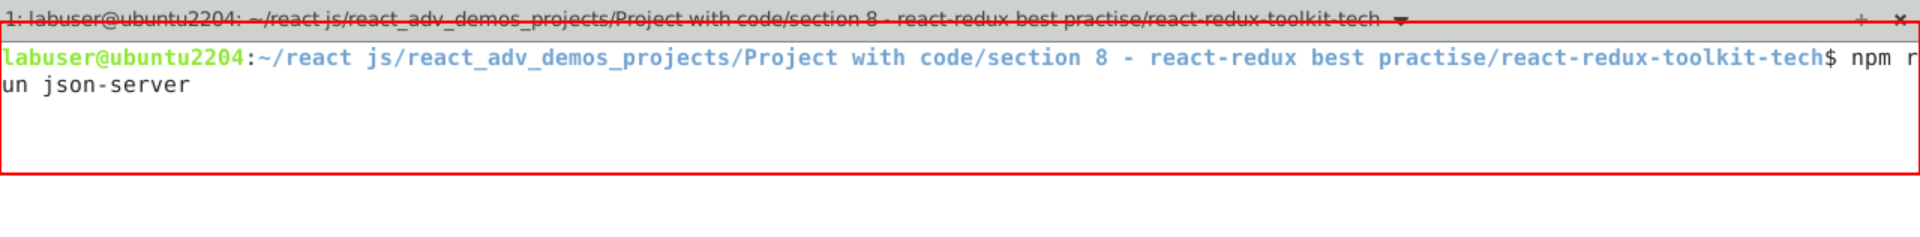 1: labuser@ubuntu2204: ~/react js/react_adv_demos_projects/Project with code/section 8 - react-redux best practise/react-redux-toolkit-tech
labuser@ubuntu2204:~/react js/react_adv_demos_projects/Project with code/section 8 - react-redux best practise/react-redux-toolkit-tech$ npm r
un json-server